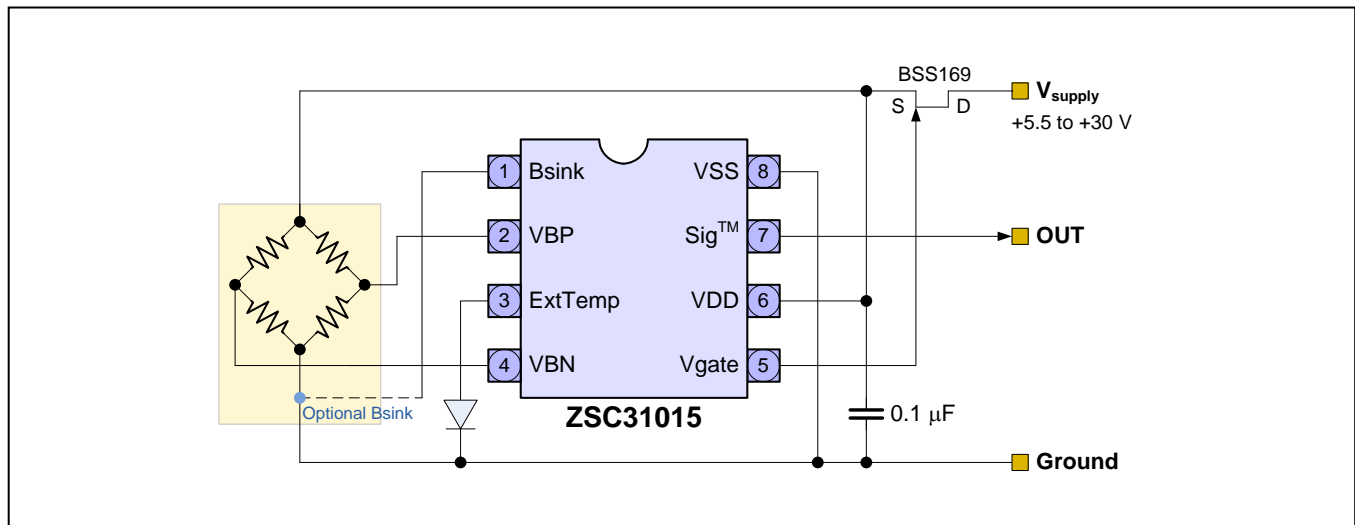 BSS169
S D
V_supply
+5.5 to +30 V
1 Bsink
VSS 8
2 VBP
Sig™ 7
OUT
3 ExtTemp
VDD 6
4 VBN
Vgate 5
Optional Bsink
ZSC31015
0.1 μF
Ground